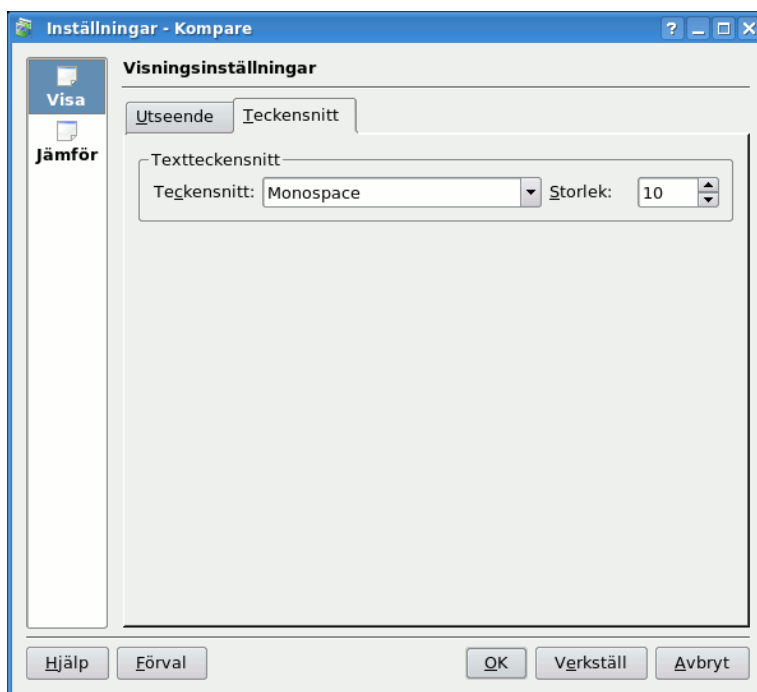 Inställningar - Kompare
Visa
Jämför
Visningsinställningar
Utseende
Teckensnitt
Textteckensnitt
Teckensnitt: Monospace Storlek: 10
Hjälp Förval OK Verkställ Avbryt